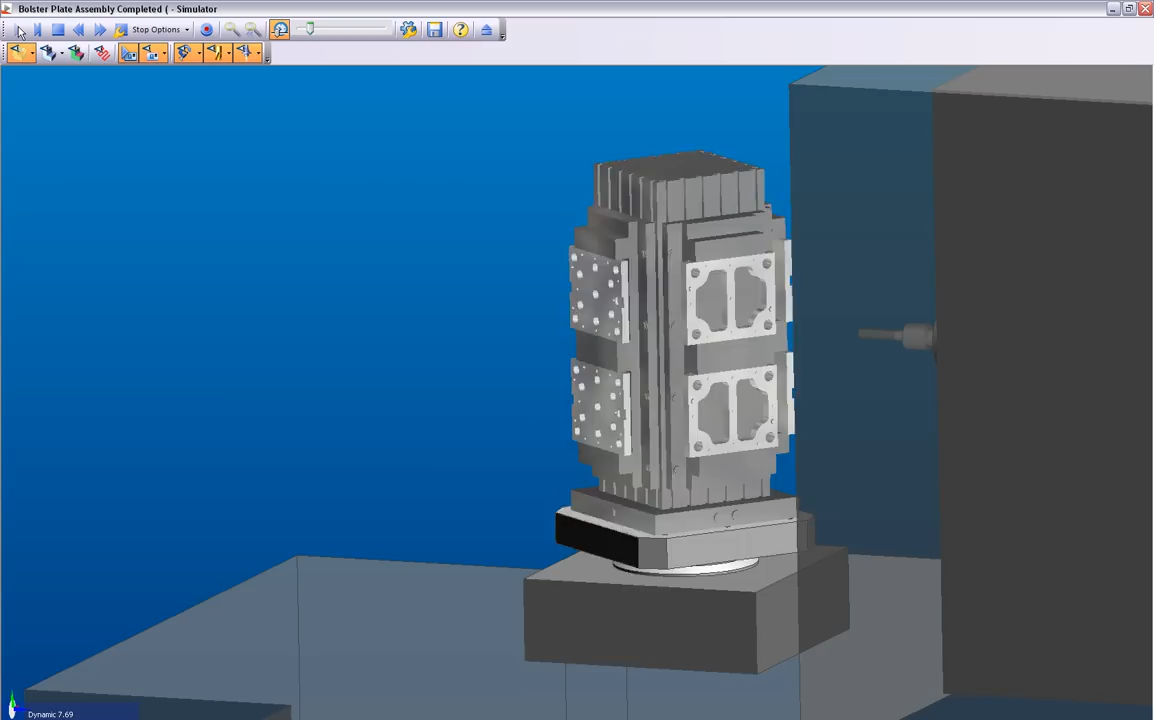 Bolster Plate Assembly Completed ( - Simulator
Stop Options
Dynamic 7.69